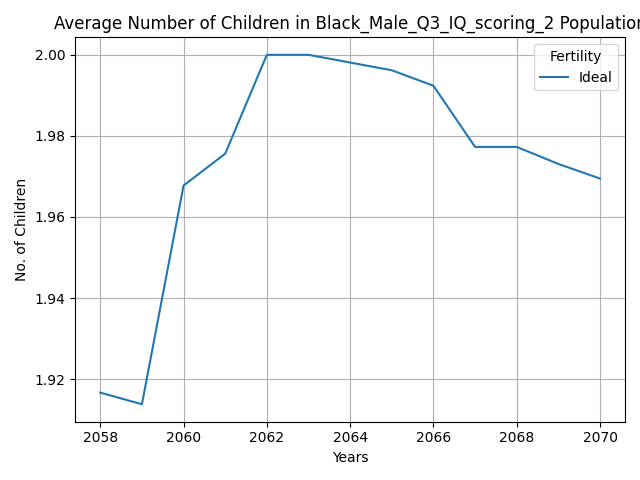 Average Number of Children in Black_Male_Q3_IQ_scoring_2 Population
Fertility
Ideal
2.00
1.98
1.96
1.94
1.92
No. of Children
2058
2060
2062
2064
2066
2068
2070
Years